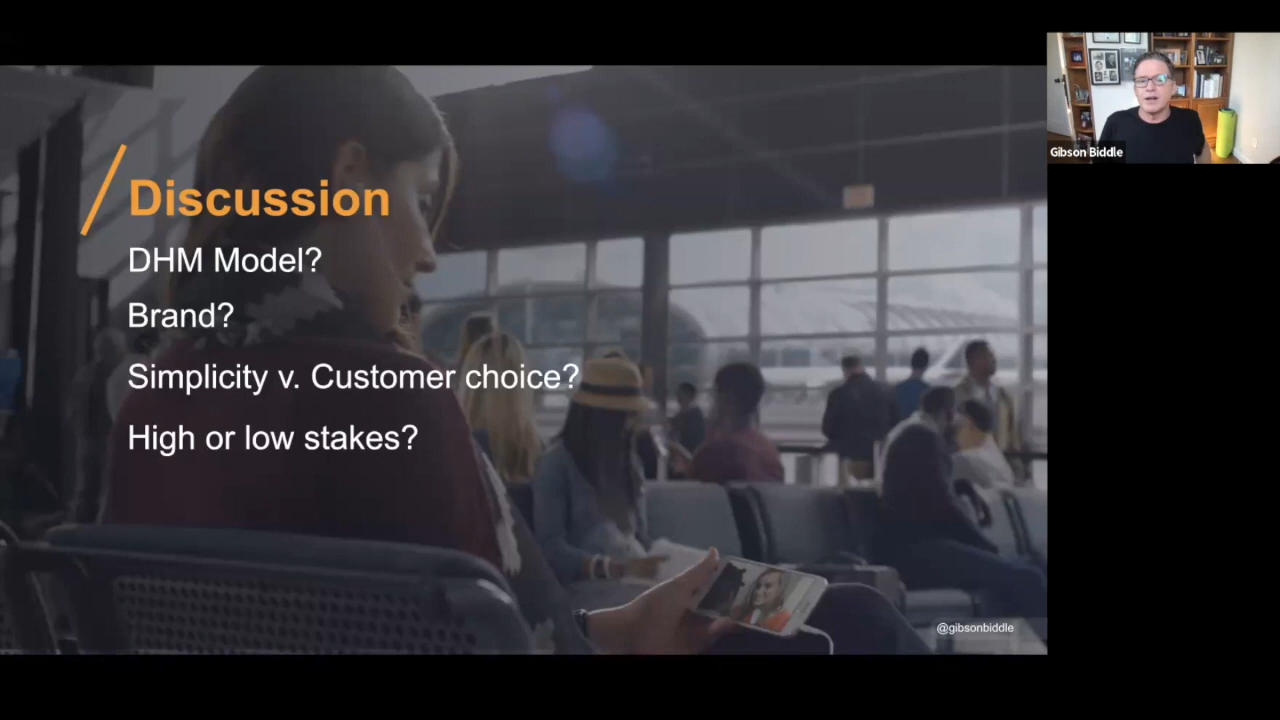 Discussion
DHM Model?
Brand?
Simplicity v. Customer choice?
High or low stakes?
@gibsonbiddle
Gibson Biddle